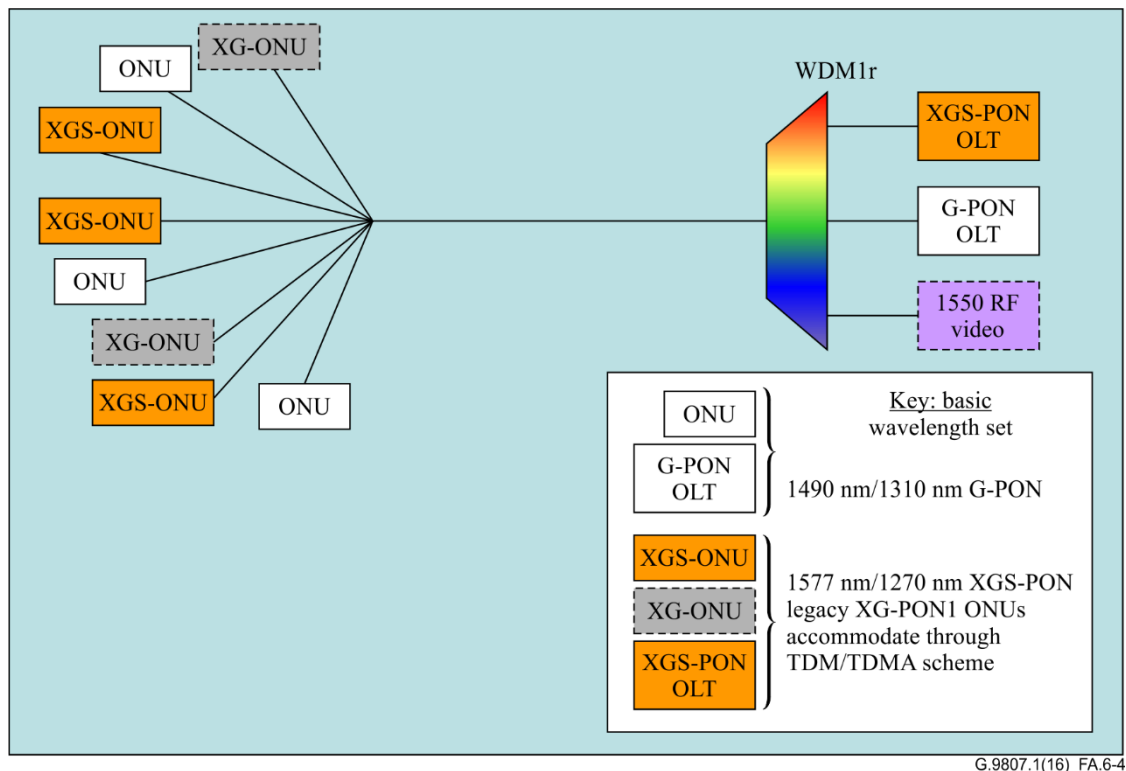 XG-ONU
ONU
XGS-ONU
XGS-ONU
ONU
XG-ONU
XGS-ONU
ONU
WDM1r
XGS-PON
OLT
G-PON
OLT
1550 RF
video
Key: basic
wavelength set
ONU
G-PON
OLT
1490 nm/1310 nm G-PON
XGS-ONU
XG-ONU
XGS-PON
OLT
1577 nm/1270 nm XGS-PON
legacy XG-PON1 ONUs
accommodate through
TDM/TDMA scheme
G.9807.1(16)_FA.6-4